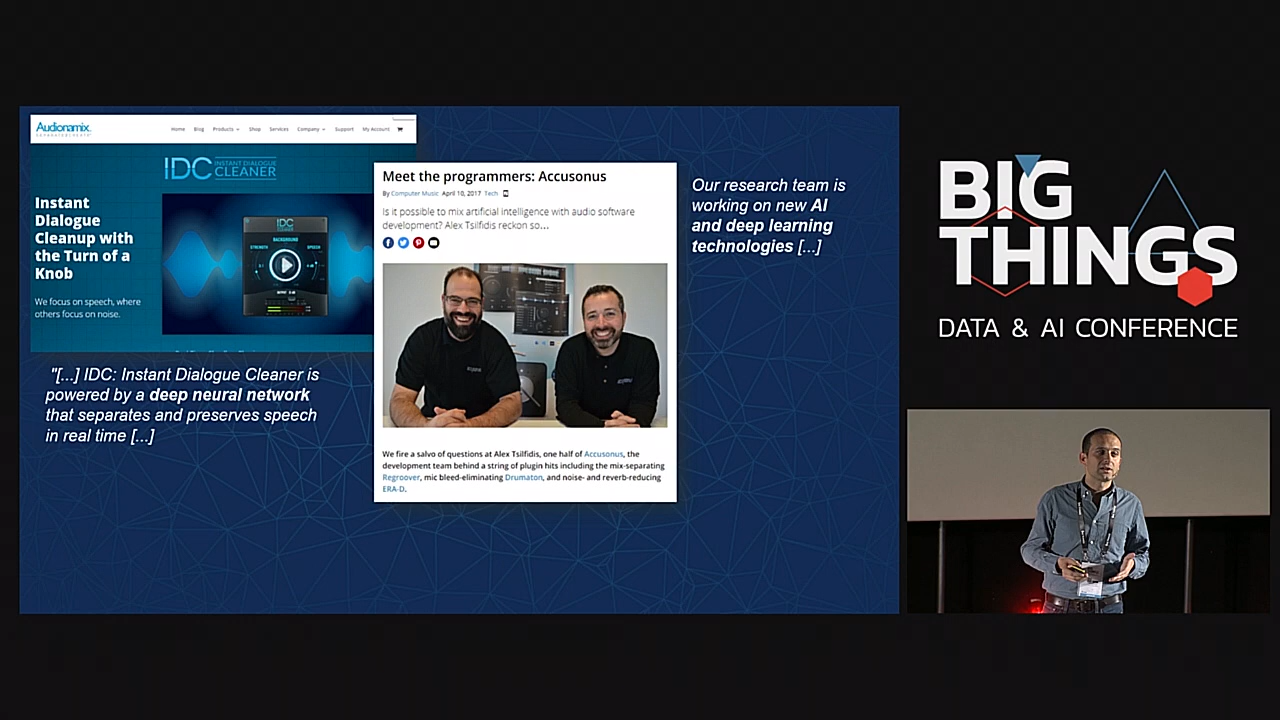 Audionamix
Home Blog Products Shop Services Company Support My Account
IDC INSTANT DIALOGUE
CLEANER
Instant
Dialogue
Cleanup with
the Turn of a
Knob
We focus on speech, where
others focus on noise.
IDC
BACKGROUND
STRENGTH SPEECH
"[...] IDC: Instant Dialogue Cleaner is
powered by a deep neural network
that separates and preserves speech
in real time [...]
Meet the programmers: Accusonus
By Computer Music April 10, 2017 Tech
Is it possible to mix artificial intelligence with audio software
development? Alex Tsilfidis reckon so...
We fire a salvo of questions at Alex Tsilfidis, one half of Accusonus, the
development team behind a string of plugin hits including the mix-separating
Regroover, mic bleed-eliminating Drumaton, and noise- and reverb-reducing
ERA-D.
Our research team is
working on new AI
and deep learning
technologies [...]
BIG
THINGS
DATA & AI CONFERENCE